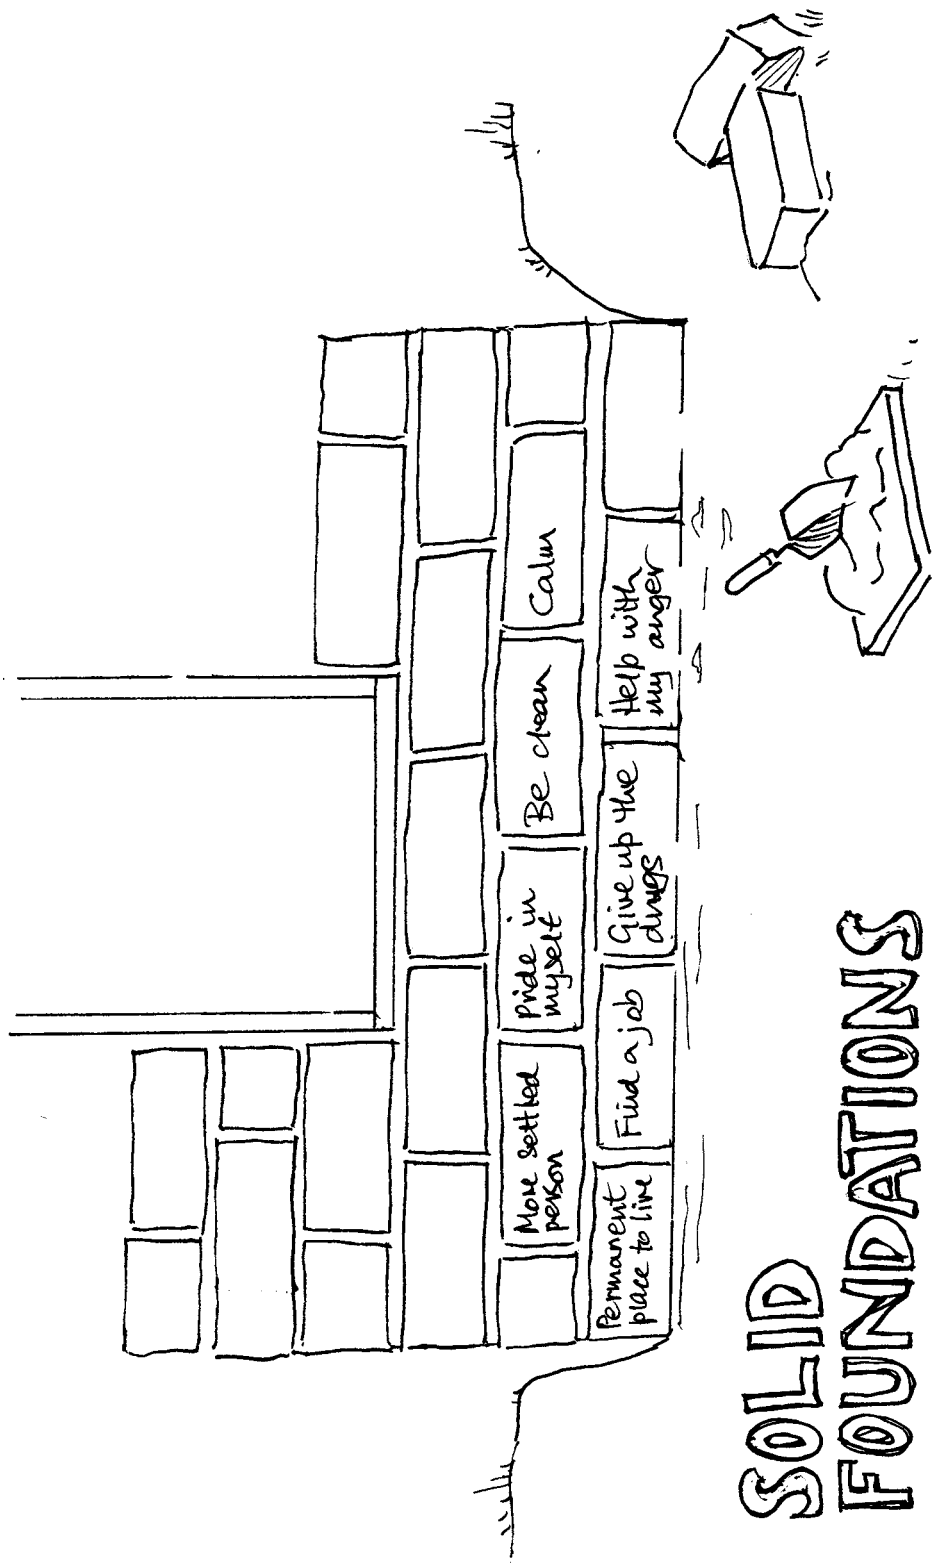 More settled
person
Pride in
myself
Be clean
Calm
Permanent
place to live
Find a job
Give up the
drugs
Help with
my anger
SOLID
FOUNDATIONS